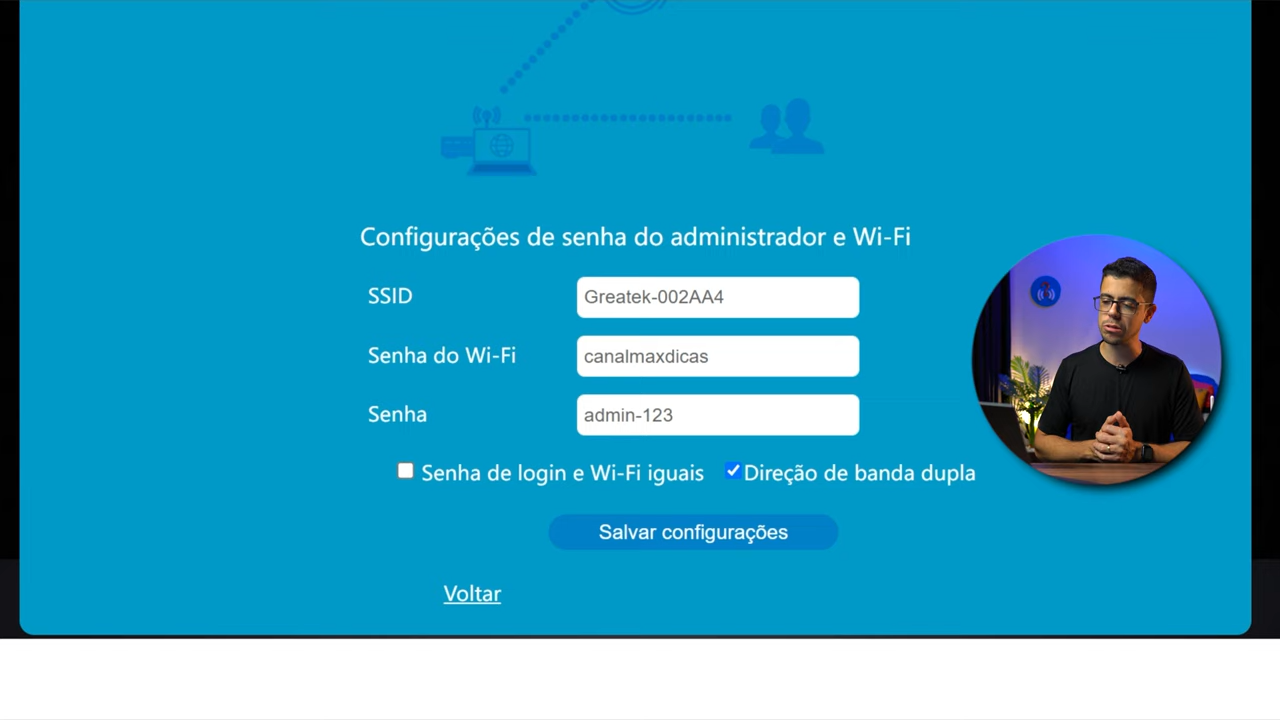 Configurações de senha do administrador e Wi-Fi
SSID
Greatek-002AA4
Senha do Wi-Fi
canalmaxdicas
Senha
admin-123
Senha de login e Wi-Fi iguais
Direção de banda dupla
Salvar configurações
Voltar